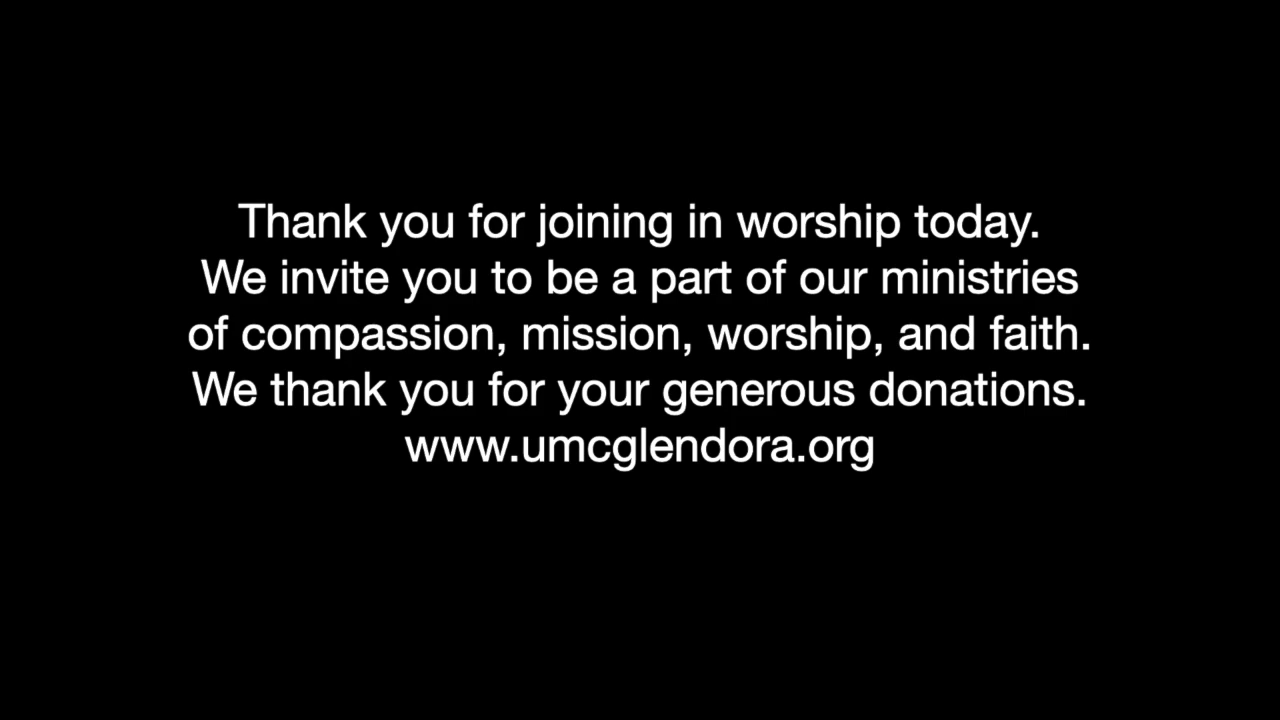 Thank you for joining in worship today.
We invite you to be a part of our ministries
of compassion, mission, worship, and faith.
We thank you for your generous donations.
www.umcglendora.org